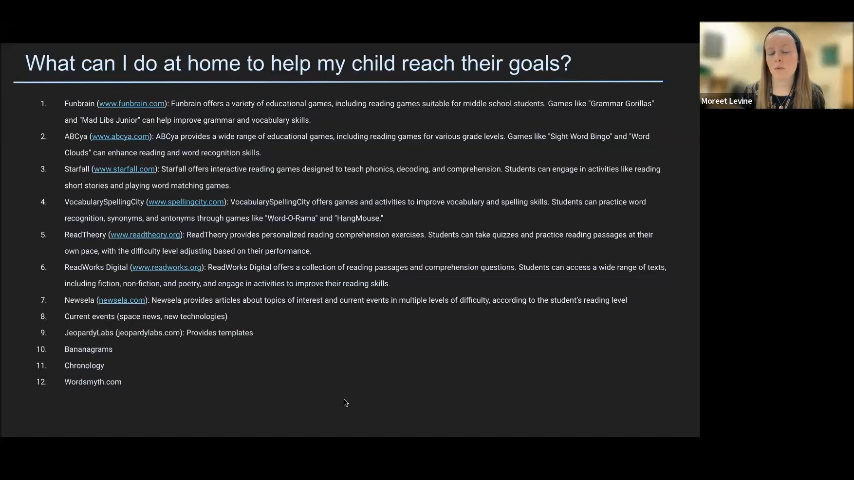 What can I do at home to help my child reach their goals?
Moreet Levine
1. Funbrain (www.funbrain.com): Funbrain offers a variety of educational games, including reading games suitable for middle school students. Games like "Grammar Gorillas"
and "Mad Libs Junior" can help improve grammar and vocabulary skills.
2. ABCya (www.abcya.com): ABCya provides a wide range of educational games, including reading games for various grade levels. Games like "Sight Word Bingo" and "Word
Clouds" can enhance reading and word recognition skills.
3. Starfall (www.starfall.com): Starfall offers interactive reading games designed to teach phonics, decoding, and comprehension. Students can engage in activities like reading
short stories and playing word matching games.
4. VocabularySpellingCity (www.spellingcity.com): VocabularySpellingCity offers games and activities to improve vocabulary and spelling skills. Students can practice word
recognition, synonyms, and antonyms through games like "Word-O-Rama" and "HangMouse."
5. ReadTheory (www.readtheory.org): ReadTheory provides personalized reading comprehension exercises. Students can take quizzes and practice reading passages at their
own pace, with the difficulty level adjusting based on their performance.
6. ReadWorks Digital (www.readworks.org): ReadWorks Digital offers a collection of reading passages and comprehension questions. Students can access a wide range of texts,
including fiction, non-fiction, and poetry, and engage in activities to improve their reading skills.
7. Newsela (newsela.com): Newsela provides articles about topics of interest and current events in multiple levels of difficulty, according to the student's reading level
8. Current events (space news, new technologies)
9. JeopardyLabs (jeopardylabs.com): Provides templates
10. Bananagrams
11. Chronology
12. Wordsmyth.com